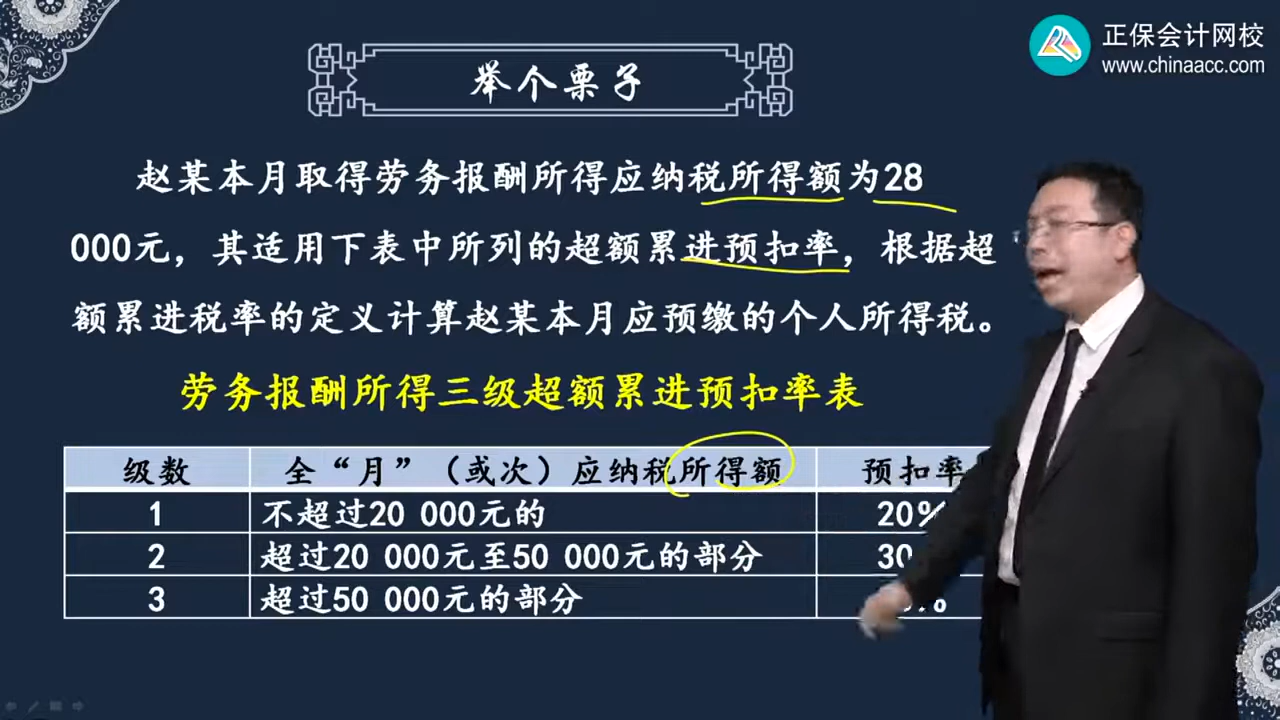 正保会计网校
www.chinaacc.com
举个栗子
赵某本月取得劳务报酬所得应纳税所得额为28
000元，其适用下表中所列的超额累进预扣率，根据超
额累进税率的定义计算赵某本月应预缴的个人所得税。
劳务报酬所得三级超额累进预扣率表
级数 全“月”（或次）应纳税所得额 预扣率
1 不超过20 000元的 20%
2 超过20 000元至50 000元的部分 30
3 超过50 000元的部分